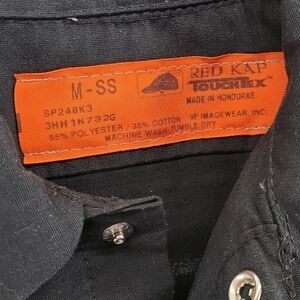 M-SS
RED KAP
TOUCHTEX
SP24BK3
MADE IN HONDURAS
3HH1N732G
65% POLYESTER / 35% COTTON
VF IMAGEWEAR, INC.
MACHINE WASH, TUMBLE DRY